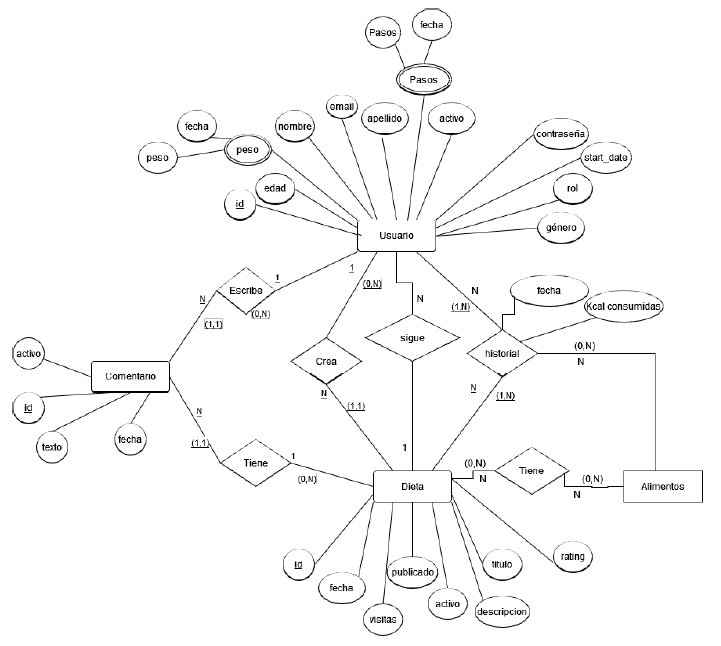 Pasos
fecha
Pasos
email
fecha
nombre
apellido
activo
contraseña
peso
peso
start_date
edad
rol
id
género
Usuario
1
1
(0,N)
N
(1,N)
N
Escribe
N
(1,1)
(0,N)
fecha
Kcal consumidas
sigue
historial
(0,N)
N
activo
Comentario
Crea
N
(1,1)
N
(1,N)
id
texto
fecha
N
(1,1)
Tiene
1
(0,N)
1
Dieta
(0,N)
N
Tiene
(0,N)
N
Alimentos
id
fecha
visitas
publicado
activo
titulo
descripcion
rating